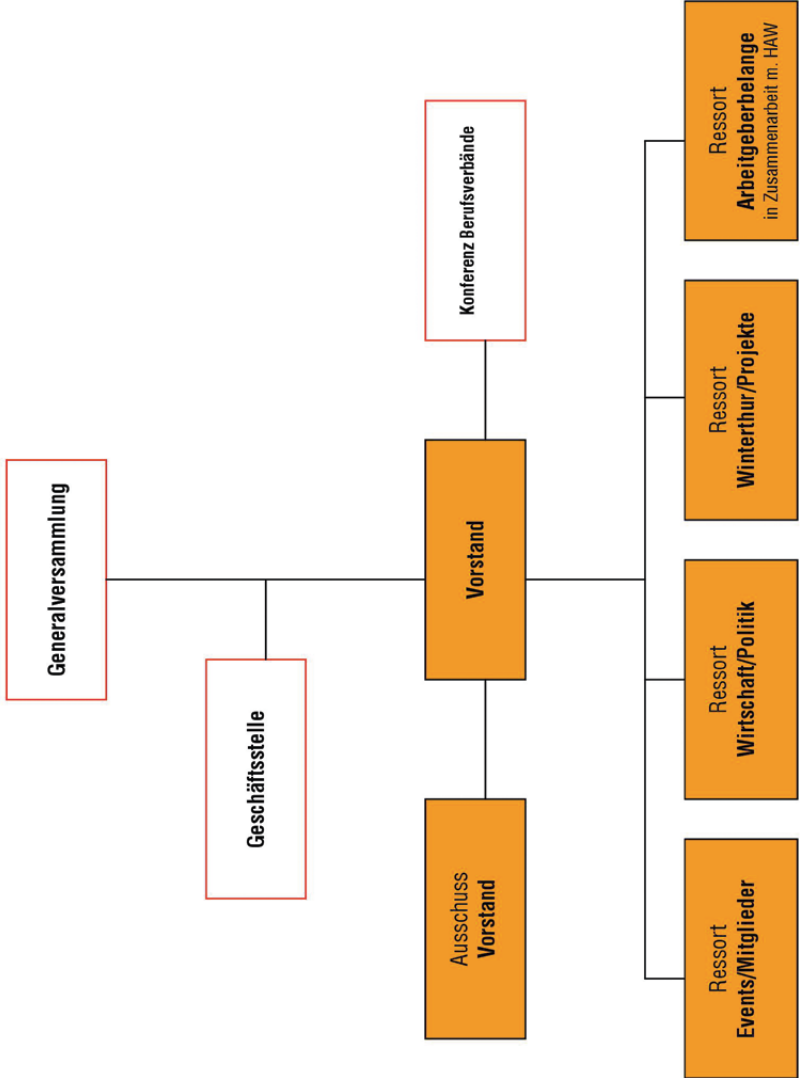 Generalversammlung
Geschäftsstelle
Ausschuss
Vorstand
Vorstand
Konferenz Berufsverbände
Ressort
Events/Mitglieder
Ressort
Wirtschaft/Politik
Ressort
Winterthur/Projekte
Ressort
Arbeitgeberbelange
in Zusammenarbeit m. HAW